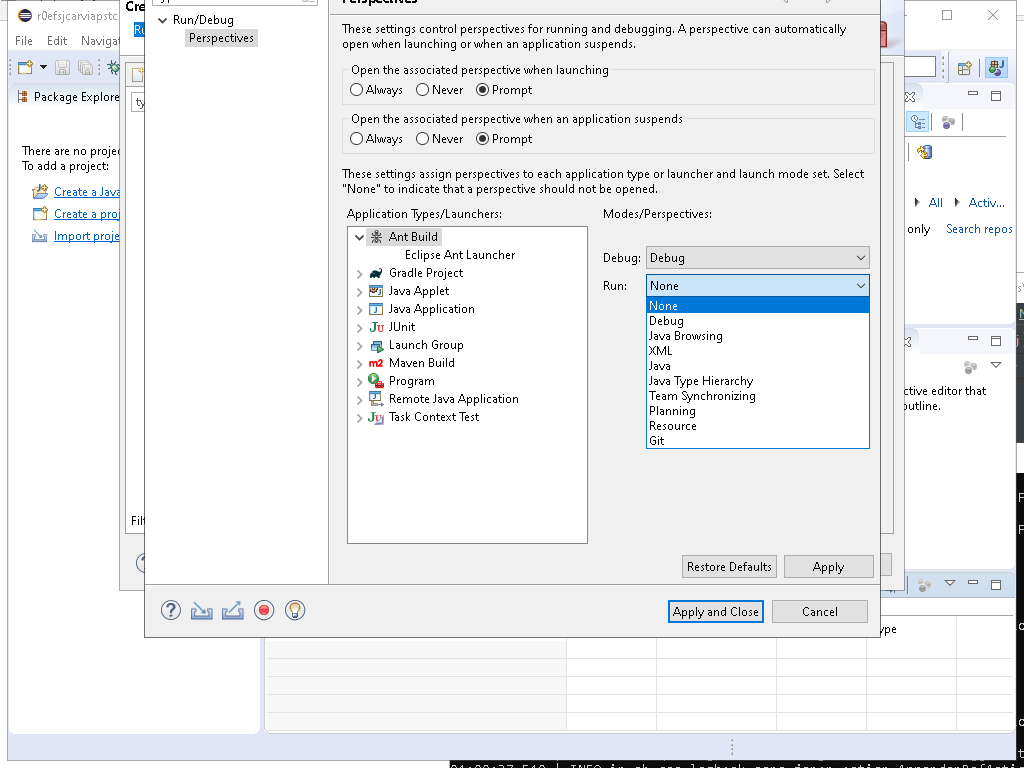 r0efsjcarviapstc
File Edit Navigat
Package Explore
There are no projec
To add a project:
Create a Java
Create a proj
Import proje
Cre
Ru
ty
Filt
Run/Debug
Perspectives
Perspectives
These settings control perspectives for running and debugging. A perspective can automatically
open when launching or when an application suspends.
Open the associated perspective when launching
Always Never Prompt
Open the associated perspective when an application suspends
Always Never Prompt
These settings assign perspectives to each application type or launcher and launch mode set. Select
"None" to indicate that a perspective should not be opened.
Application Types/Launchers:
Ant Build
Eclipse Ant Launcher
Gradle Project
Java Applet
Java Application
JUnit
Launch Group
Maven Build
Program
Remote Java Application
Task Context Test
Modes/Perspectives:
Debug: Debug
Run: None
None
Debug
Java Browsing
XML
Java
Java Type Hierarchy
Team Synchronizing
Planning
Resource
Git
Restore Defaults Apply
Apply and Close Cancel
All Activ...
only Search repos
ctive editor that
outline.
ype